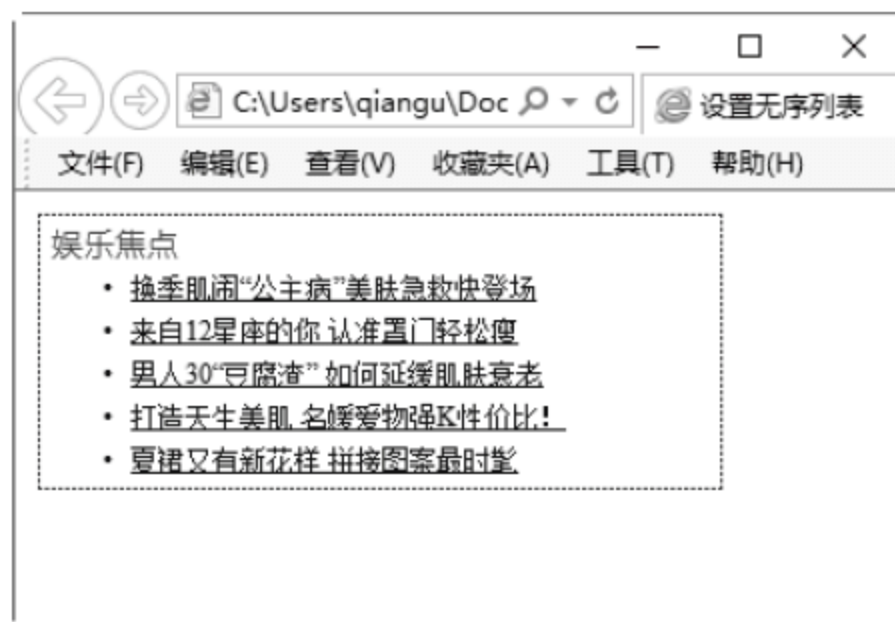 C:\Users\qiangu\Doc 设置无序列表
文件(F) 编辑(E) 查看(V) 收藏夹(A) 工具(T) 帮助(H)
娱乐焦点
• 换季肌闹“公主病”美肤急救快登场
• 来自12星座的你 认准罩门轻松瘦
• 男人30“豆腐渣” 如何延缓肌肤衰老
• 打造天生美肌 名媛爱物强K性价比！
• 夏裙又有新花样 拼接图案最时髦